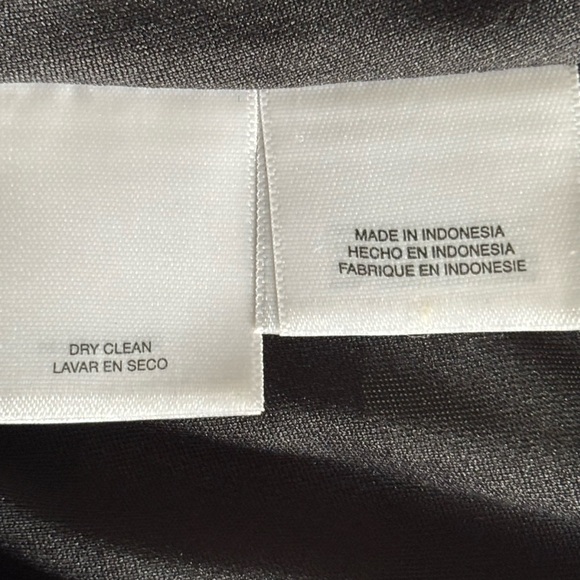 DRY CLEAN
LAVAR EN SECO
MADE IN INDONESIA
HECHO EN INDONESIA
FABRIQUE EN INDONESIE